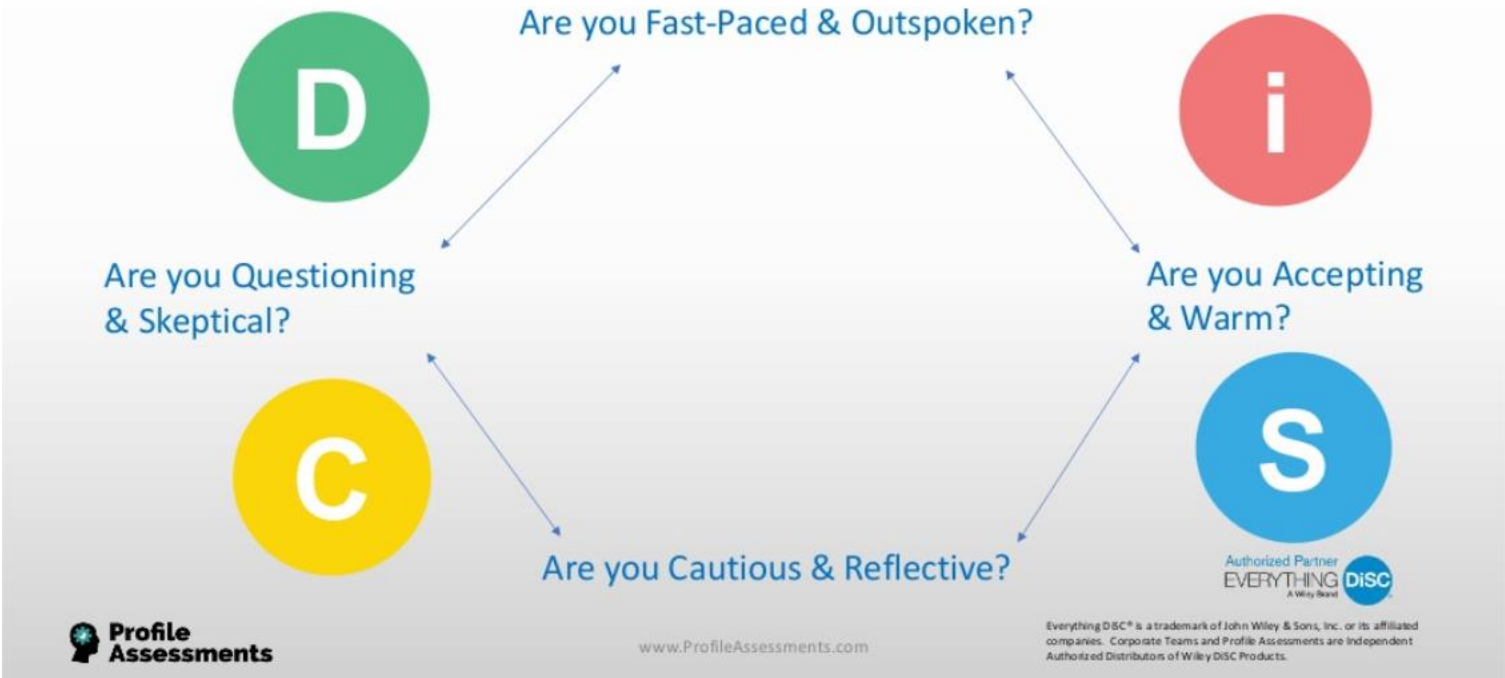 Are you Fast-Paced & Outspoken?
D
i
Are you Questioning
& Skeptical?
Are you Accepting
& Warm?
C
S
Are you Cautious & Reflective?
Authorized Partner
EVERYTHING DiSC
A Wiley Brand
Profile
Assessments
www.ProfileAssessments.com
Everything DiSC® is a trademark of John Wiley & Sons, Inc. or its affiliated
companies. Corporate Teams and Profile Assessments are Independent
Authorized Distributors of Wiley DiSC Products.